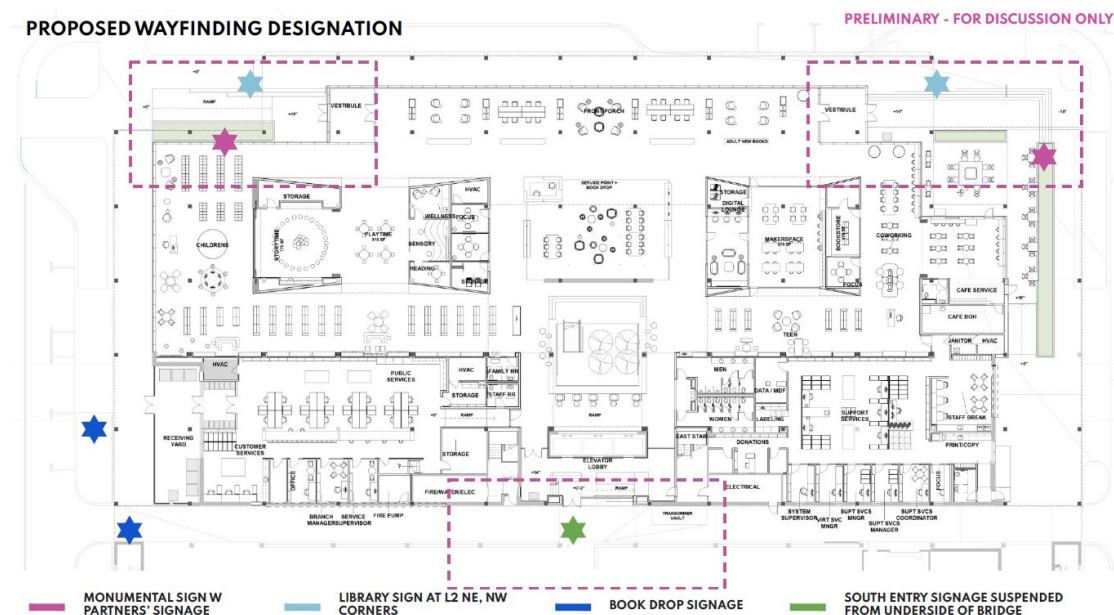 PROPOSED WAYFINDING DESIGNATION
PRELIMINARY - FOR DISCUSSION ONLY
RAMP
VESTIBULE
FRONT PORCH
ADULT NEW BOOKS
VESTIBULE
STORAGE
HVAC
WELLNESS
FOCUS
SERVICE POINT +
BOOK DROP
STORAGE
DIGITAL
LOUNGE
CHILDRENS
STORYTIME
PLAYTIME
SENSORY
READING
MAKERSPACE
BOOKSTORE
FOCUS
COWORKING
CAFE SERVICE
CAFE BOH
TEEN
JANITOR
HVAC
HVAC
PUBLIC
SERVICES
HVAC
STORAGE
FAMILY RR
STAFF RR
RAMP
RAMP
MEN
WOMEN
DATA / MDF
LABELING
SUPPORT
SERVICES
STAFF BREAK
PRINT/COPY
RECEIVING
YARD
CUSTOMER
SERVICES
OFFICE
STORAGE
ELEVATOR
LOBBY
EAST STAIR
DONATIONS
FIRE/WATER/ELEC
RAMP
ELECTRICAL
FOCUS
BRANCH
MANAGER
SERVICE
SUPERVISOR
FIRE PUMP
TRANSFORMER
VAULT
SYSTEM
SUPERVISOR
VIRT SVC
MNGR
SUPT SVCS
MNGR
SUPT SVCS
MANAGER
SUPT SVCS
COORDINATOR
MONUMENTAL SIGN W
PARTNERS' SIGNAGE
LIBRARY SIGN AT L2 NE, NW
CORNERS
BOOK DROP SIGNAGE
SOUTH ENTRY SIGNAGE SUSPENDED
FROM UNDERSIDE OF BRIDGE